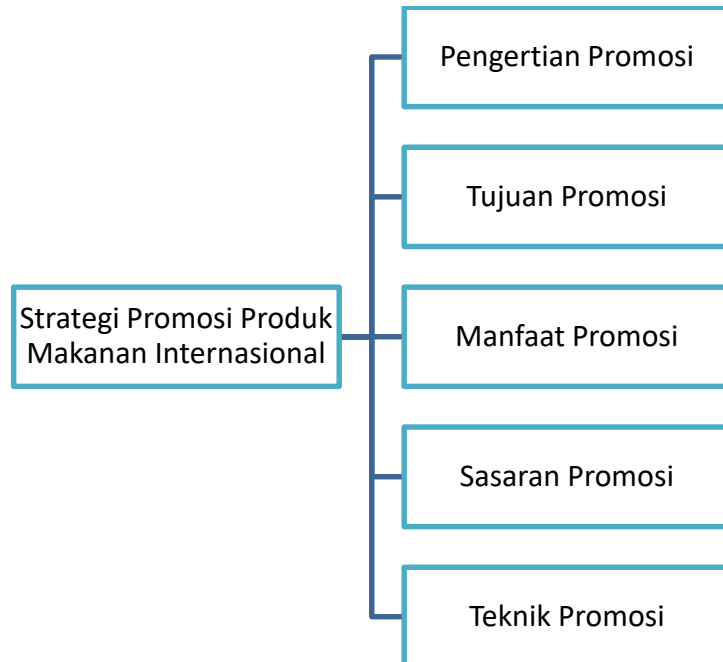 Pengertian Promosi
Tujuan Promosi
Strategi Promosi Produk
Makanan Internasional
Manfaat Promosi
Sasaran Promosi
Teknik Promosi